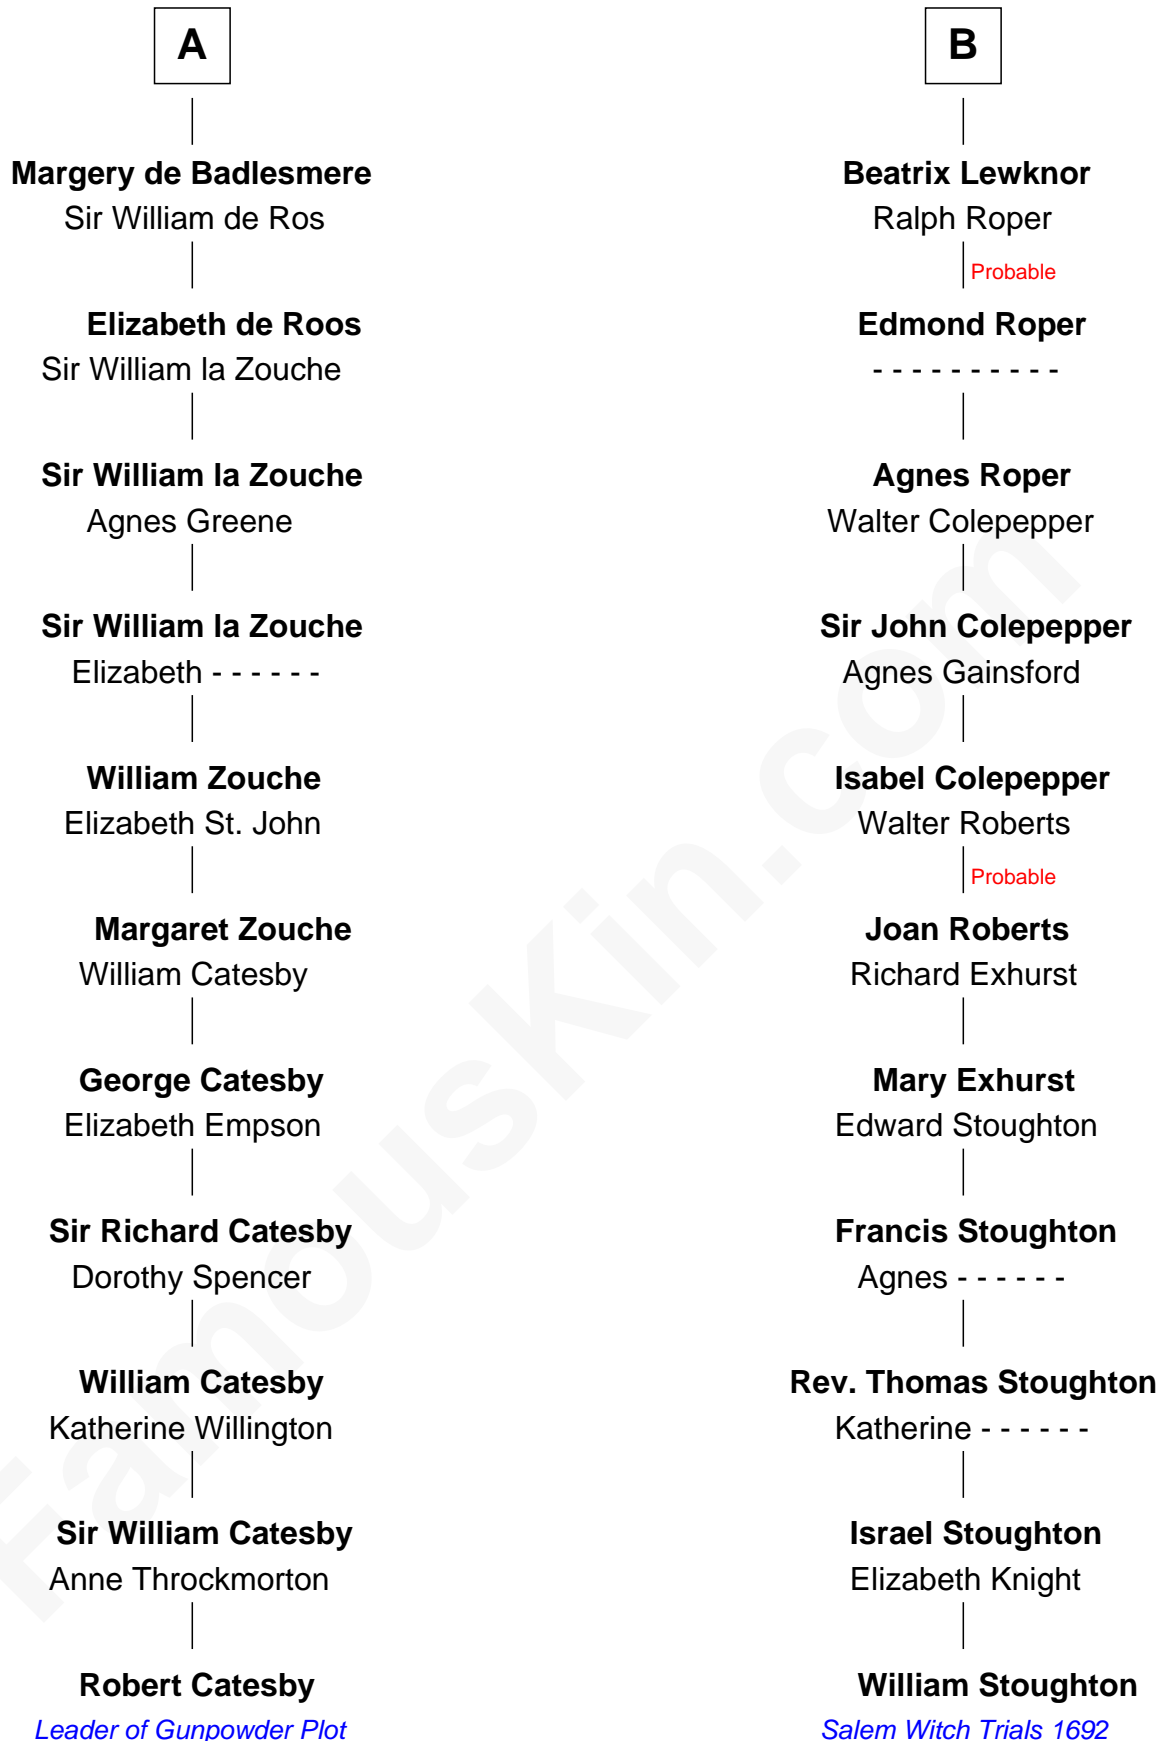 A
Margery de Badlesmere
Sir William de Ros
Elizabeth de Roos
Sir William la Zouche
Sir William la Zouche
Agnes Greene
Sir William la Zouche
Elizabeth - - - - - -
William Zouche
Elizabeth St. John
Margaret Zouche
William Catesby
George Catesby
Elizabeth Empson
Sir Richard Catesby
Dorothy Spencer
William Catesby
Katherine Willington
Sir William Catesby
Anne Throckmorton
Robert Catesby
Leader of Gunpowder Plot
B
Beatrix Lewknor
Ralph Roper
Probable
Edmond Roper
- - - - - - - - - -
Agnes Roper
Walter Colepepper
Sir John Colepepper
Agnes Gainsford
Isabel Colepepper
Walter Roberts
Probable
Joan Roberts
Richard Exhurst
Mary Exhurst
Edward Stoughton
Francis Stoughton
Agnes - - - - - -
Rev. Thomas Stoughton
Katherine - - - - - -
Israel Stoughton
Elizabeth Knight
William Stoughton
Salem Witch Trials 1692
FamousKin.com